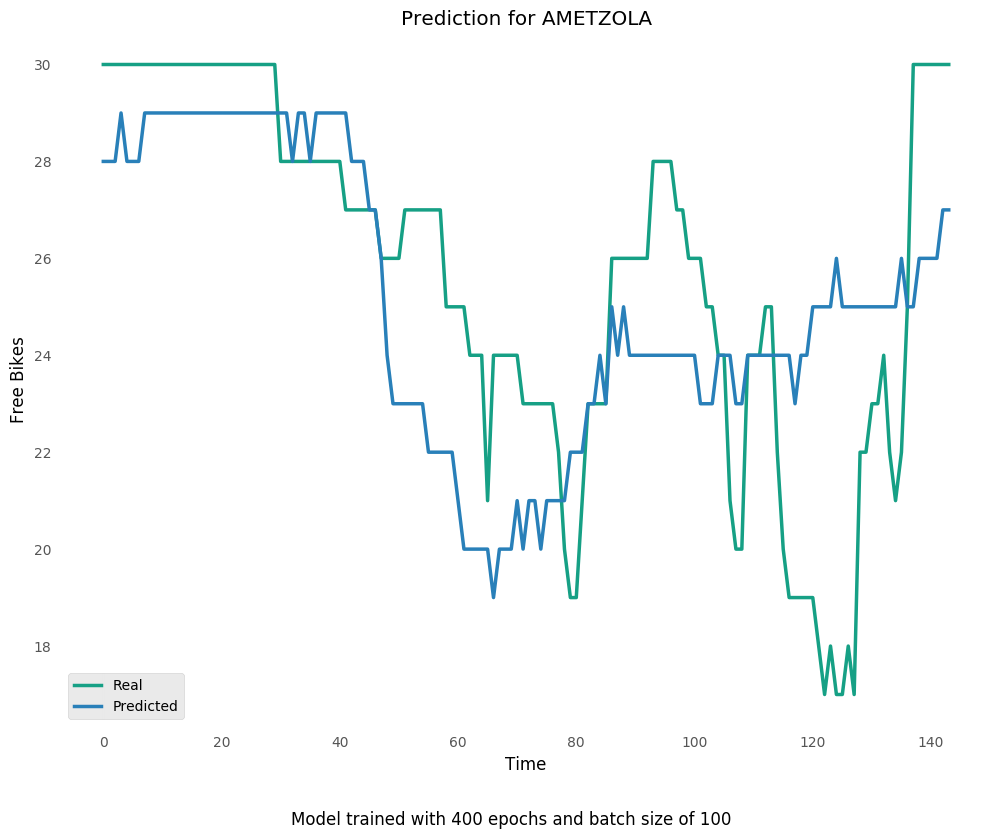 Prediction for AMETZOLA
30
28
26
24
22
20
18
Free Bikes
Real
Predicted
0 20 40 60 80 100 120 140
Time
Model trained with 400 epochs and batch size of 100